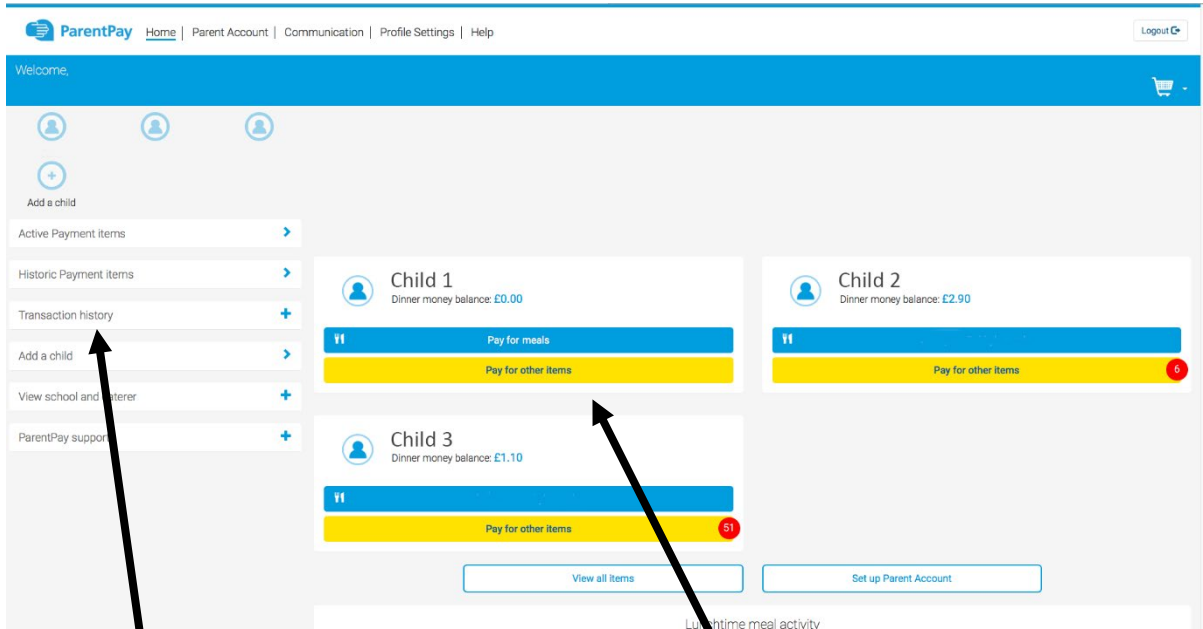 ParentPay Home | Parent Account | Communication | Profile Settings | Help
Logout
Welcome,
Add a child
Active Payment items
Historic Payment items
Transaction history
Add a child
View school and caterer
ParentPay support
Child 1
Dinner money balance: £0.00
Pay for meals
Pay for other items
Child 2
Dinner money balance: £2.90
Pay for other items 6
Child 3
Dinner money balance: £1.10
Pay for other items 51
View all items
Set up Parent Account
Lunchtime meal activity